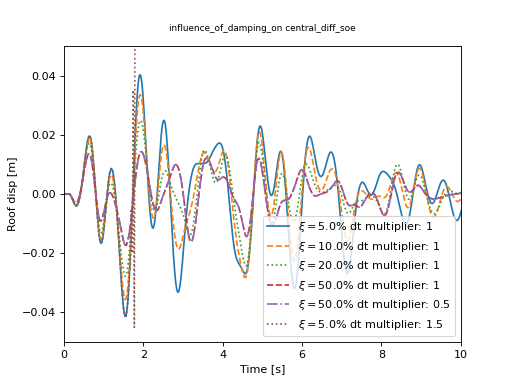 influence_of_damping_on central_diff_soe
Roof disp [m]
0.04
0.02
0.00
−0.02
−0.04
ξ = 5.0% dt multiplier: 1
ξ = 10.0% dt multiplier: 1
ξ = 20.0% dt multiplier: 1
ξ = 50.0% dt multiplier: 1
ξ = 50.0% dt multiplier: 0.5
ξ = 5.0% dt multiplier: 1.5
0 2 4 6 8 10
Time [s]